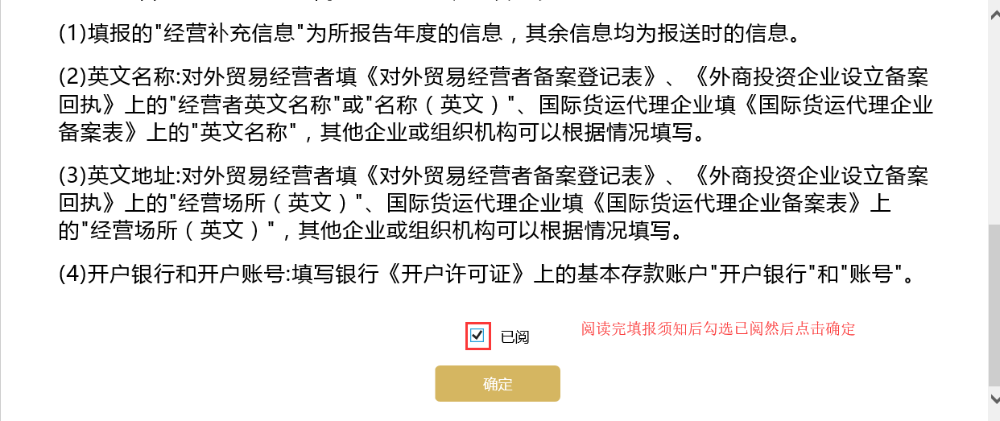 (1)填报的"经营补充信息"为所报告年度的信息，其余信息均为报送时的信息。
(2)英文名称:对外贸易经营者填《对外贸易经营者备案登记表》、《外商投资企业设立备案
回执》上的"经营者英文名称"或"名称（英文）"、国际货运代理企业填《国际货运代理企业
备案表》上的"英文名称"，其他企业或组织机构可以根据情况填写。
(3)英文地址:对外贸易经营者填《对外贸易经营者备案登记表》、《外商投资企业设立备案
回执》上的"经营场所（英文）"、国际货运代理企业填《国际货运代理企业备案表》上
的"经营场所（英文）"，其他企业或组织机构可以根据情况填写。
(4)开户银行和开户账号:填写银行《开户许可证》上的基本存款账户"开户银行"和"账号"。
已阅
阅读完填报须知后勾选已阅然后点击确定
确定